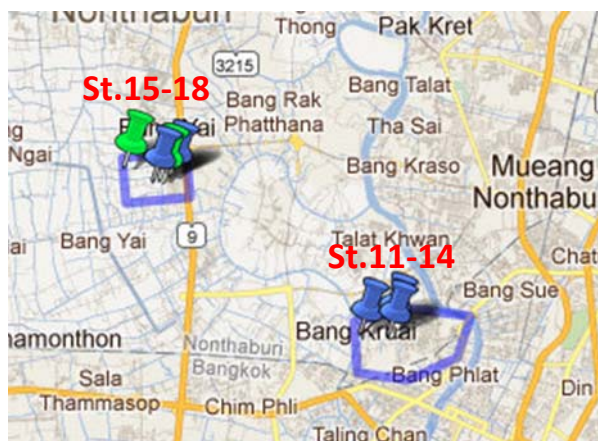 Nonthaburi
Thong
Pak Kret
3215
St.15-18
Bang Talat
Bang Rak
Phatthana
Tha Sai
Ngai
Bang Kraso
Mueang
Nonthabu
Bang Yai
9
Talat Khwan
St.11-14
Chat
Bang Sue
Bang Kruai
hamonthon
Nonthaburi
Bangkok
Bang Phlat
Sala
Thammasop
Chim Phli
Din
Taling Chan